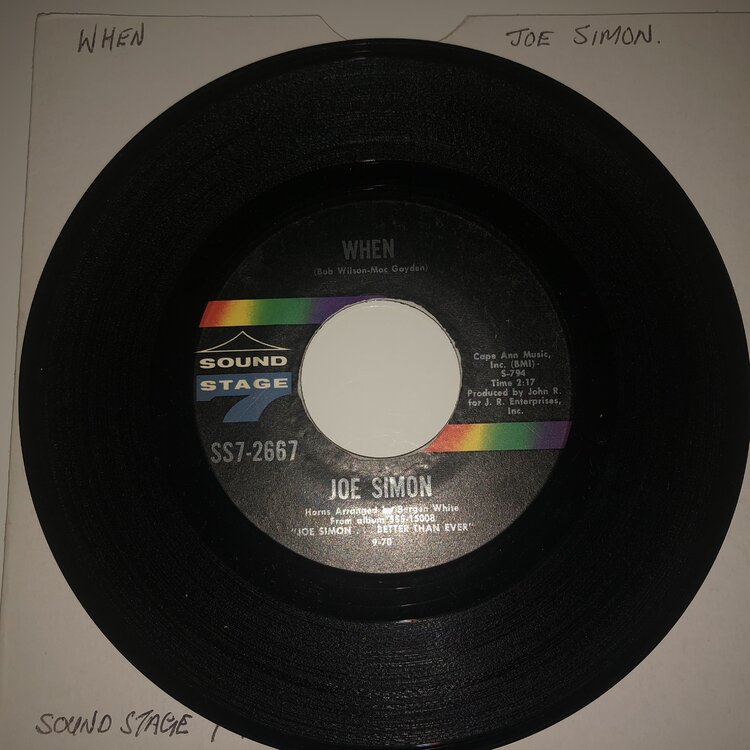 WHEN JOE SIMON.
WHEN
(Bob Wilson-Mac Gayden)
SOUND
STAGE
7
Cape Ann Music,
Inc. (BMI)-
S-794
Time 2:17
Produced by John R.
for J. R. Enterprises,
Inc.
SS7-2667
JOE SIMON
Horns Arranged by Bergen White
From album SSS-15008
"JOE SIMON . . . BETTER THAN EVER"
9-70
SOUND STAGE